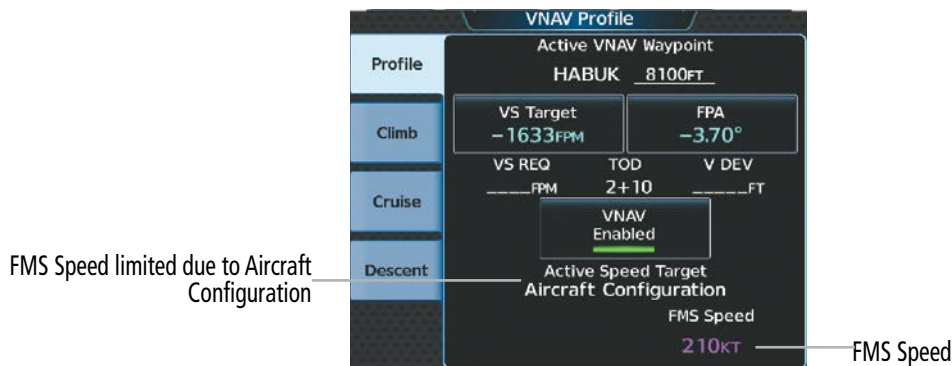 VNAV Profile
Profile
Climb
Cruise
Descent
Active VNAV Waypoint
HABUK 8100FT
VS Target
FPA
−1633FPM
−3.70°
VS REQ TOD V DEV
____FPM 2+10 _____FT
VNAV
Enabled
Active Speed Target
Aircraft Configuration
FMS Speed
210KT
FMS Speed limited due to Aircraft
Configuration
FMS Speed